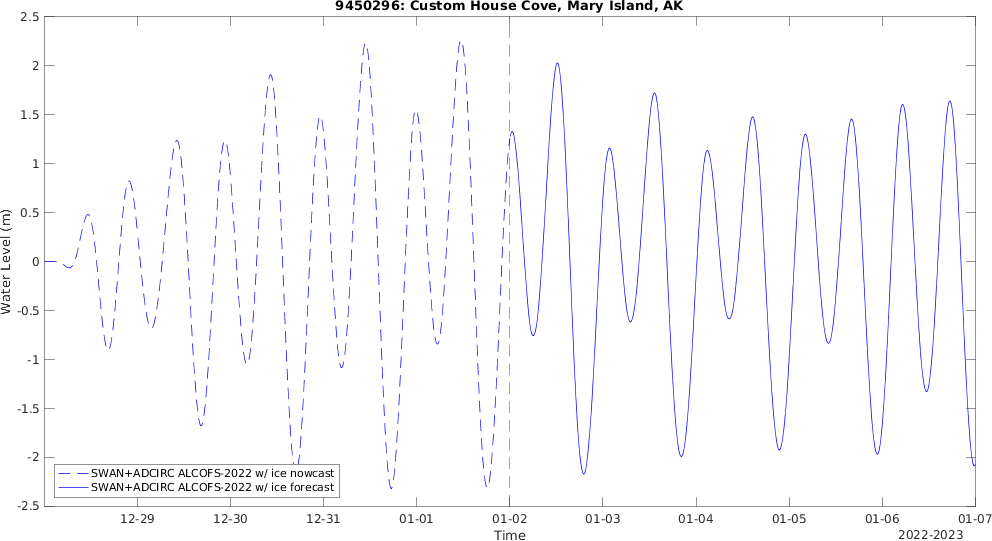 9450296: Custom House Cove, Mary Island, AK
2.5
2
1.5
1
0.5
0
-0.5
-1
-1.5
-2
-2.5
Water Level (m)
SWAN+ADCIRC ALCOFS-2022 w/ ice nowcast
SWAN+ADCIRC ALCOFS-2022 w/ ice forecast
12-29 12-30 12-31 01-01 01-02 01-03 01-04 01-05 01-06 01-07
Time
2022-2023